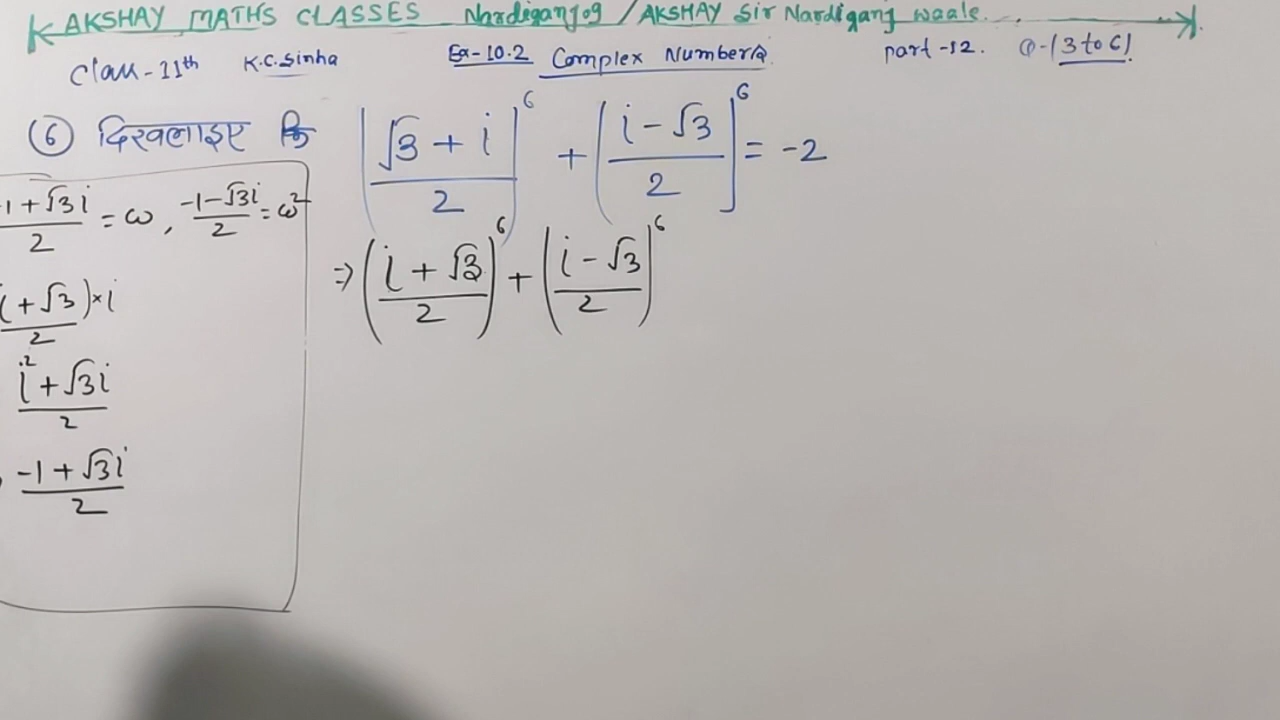 AKSHAY MATHS CLASSES Nardiganjog / AKSHAY Sir Nardiganj waale.
Class-11th K.C.Sinha Ex-10.2 Complex Numbers part-12. Q-(3 to 6)
⑥ दिखलाइए कि ((√3 + i)/2)^6 + ((i - √3)/2)^6 = -2
-1 + √3i / 2 = ω, -1 - √3i / 2 = ω²
⇒ ((i + √3)/2)^6 + ((i - √3)/2)^6
(i + √3) × i / 2
i² + √3i / 2
-1 + √3i / 2